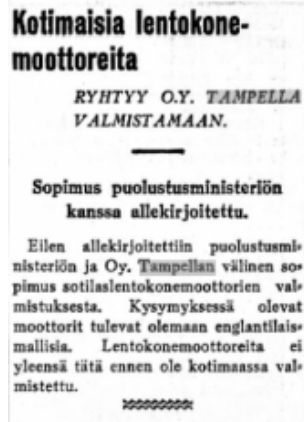 Kotimaisia lentokone-
moottoreita
RYHTYY O.Y. TAMPELLA
VALMISTAMAAN.
Sopimus puolustusministeriön
kanssa allekirjoitettu.
Eilen allekirjoitettiin puolustusmi-
nisteriön ja Oy. Tampellan välinen so-
pimus sotilaslentokonemoottorien val-
mistuksesta. Kysymyksessä olevat
moottorit tulevat olemaan englantilais-
mallisia. Lentokonemoottoreita ei
yleensä tätä ennen ole kotimaassa val-
mistettu.